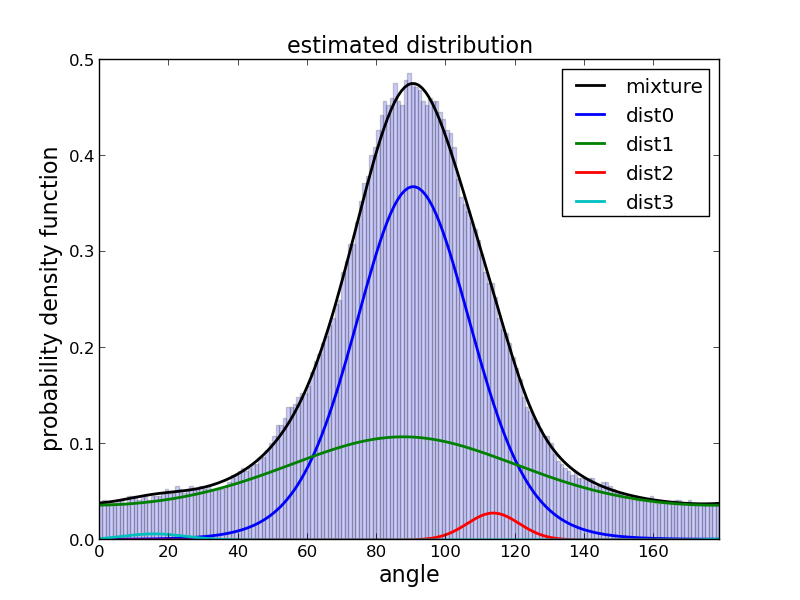 estimated distribution
probability density function
0.5
0.4
0.3
0.2
0.1
0.0
0 20 40 60 80 100 120 140 160
angle
mixture
dist0
dist1
dist2
dist3